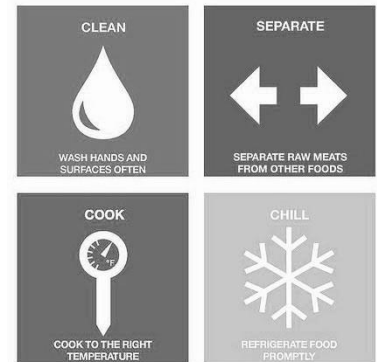 CLEAN
WASH HANDS AND
SURFACES OFTEN
SEPARATE
SEPARATE RAW MEATS
FROM OTHER FOODS
COOK
°F
COOK TO THE RIGHT
TEMPERATURE
CHILL
REFRIGERATE FOOD
PROMPTLY